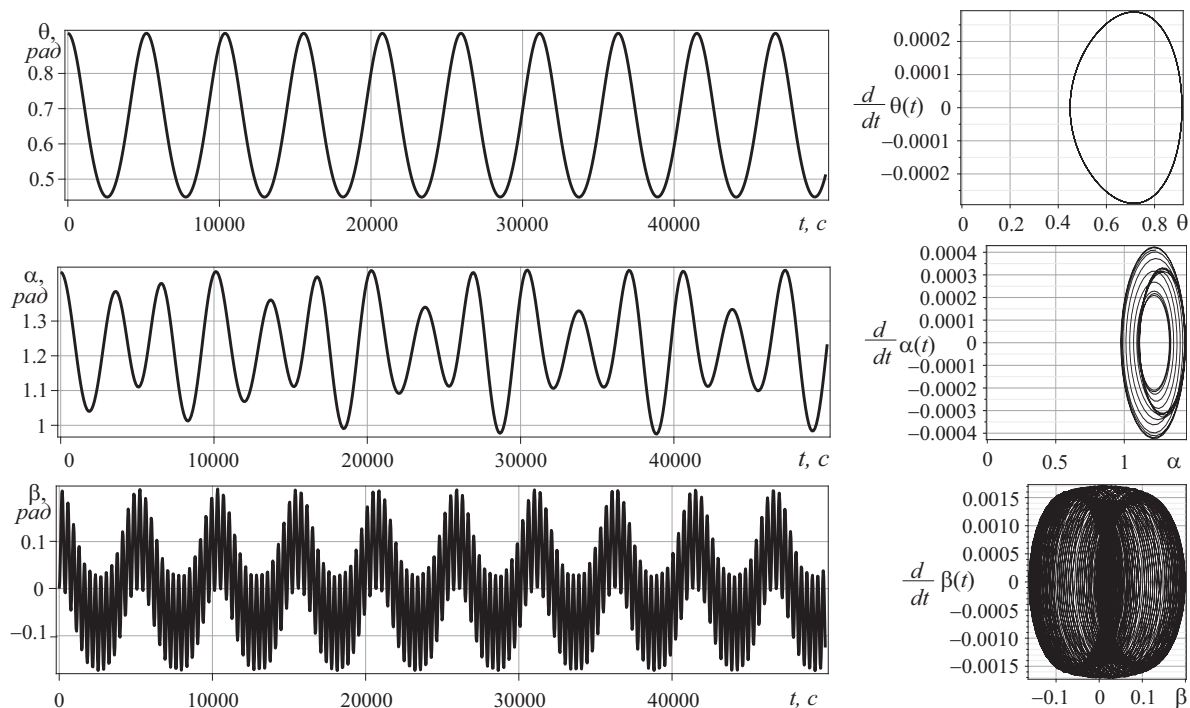 θ,
рад
0.8
0.7
0.6
0.5
0 10000 20000 30000 40000 t, c
0.0002
0.0001
d/dt θ(t) 0
−0.0001
−0.0002
0 0.2 0.4 0.6 0.8 θ
α,
рад
1.3
1.2
1.1
1
0 10000 20000 30000 40000 t, c
0.0004
0.0003
0.0002
0.0001
d/dt α(t) 0
−0.0001
−0.0002
−0.0003
−0.0004
0 0.5 1 α
β,
рад
0.1
0
−0.1
0 10000 20000 30000 40000 t, c
0.0015
0.0010
0.0005
d/dt β(t) 0
−0.0005
−0.0010
−0.0015
−0.1 0 0.1 β